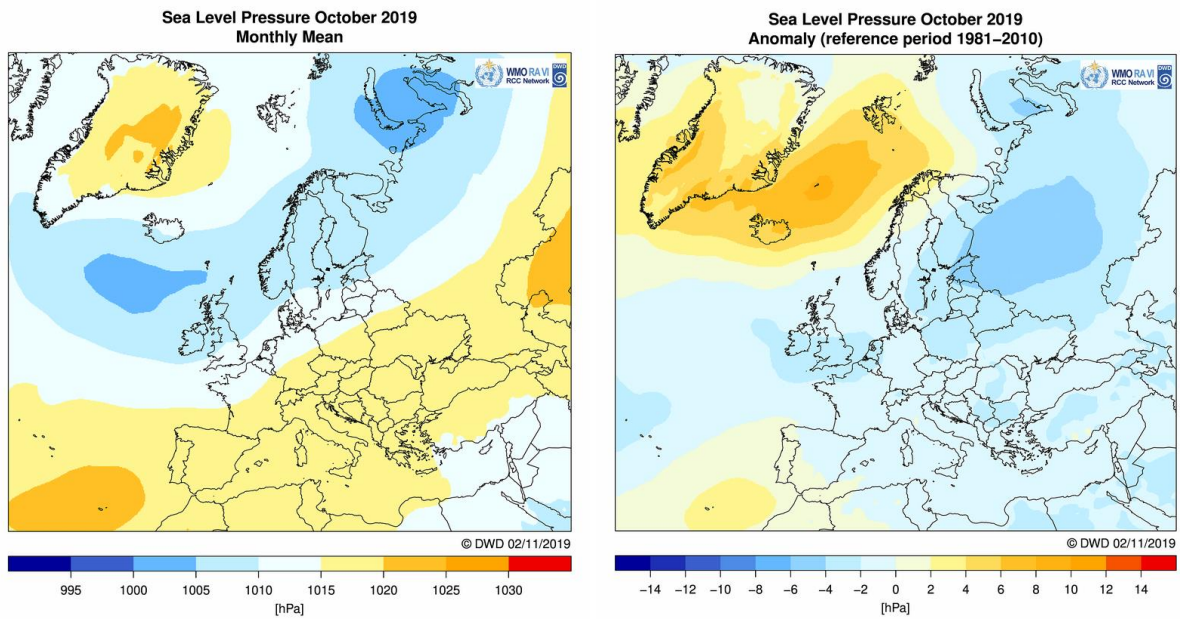 Sea Level Pressure October 2019
Monthly Mean
WMO RA VI
RCC Network
DWD
© DWD 02/11/2019
995 1000 1005 1010 1015 1020 1025 1030
[hPa]
Sea Level Pressure October 2019
Anomaly (reference period 1981−2010)
WMO RA VI
RCC Network
DWD
© DWD 02/11/2019
−14 −12 −10 −8 −6 −4 −2 0 2 4 6 8 10 12 14
[hPa]